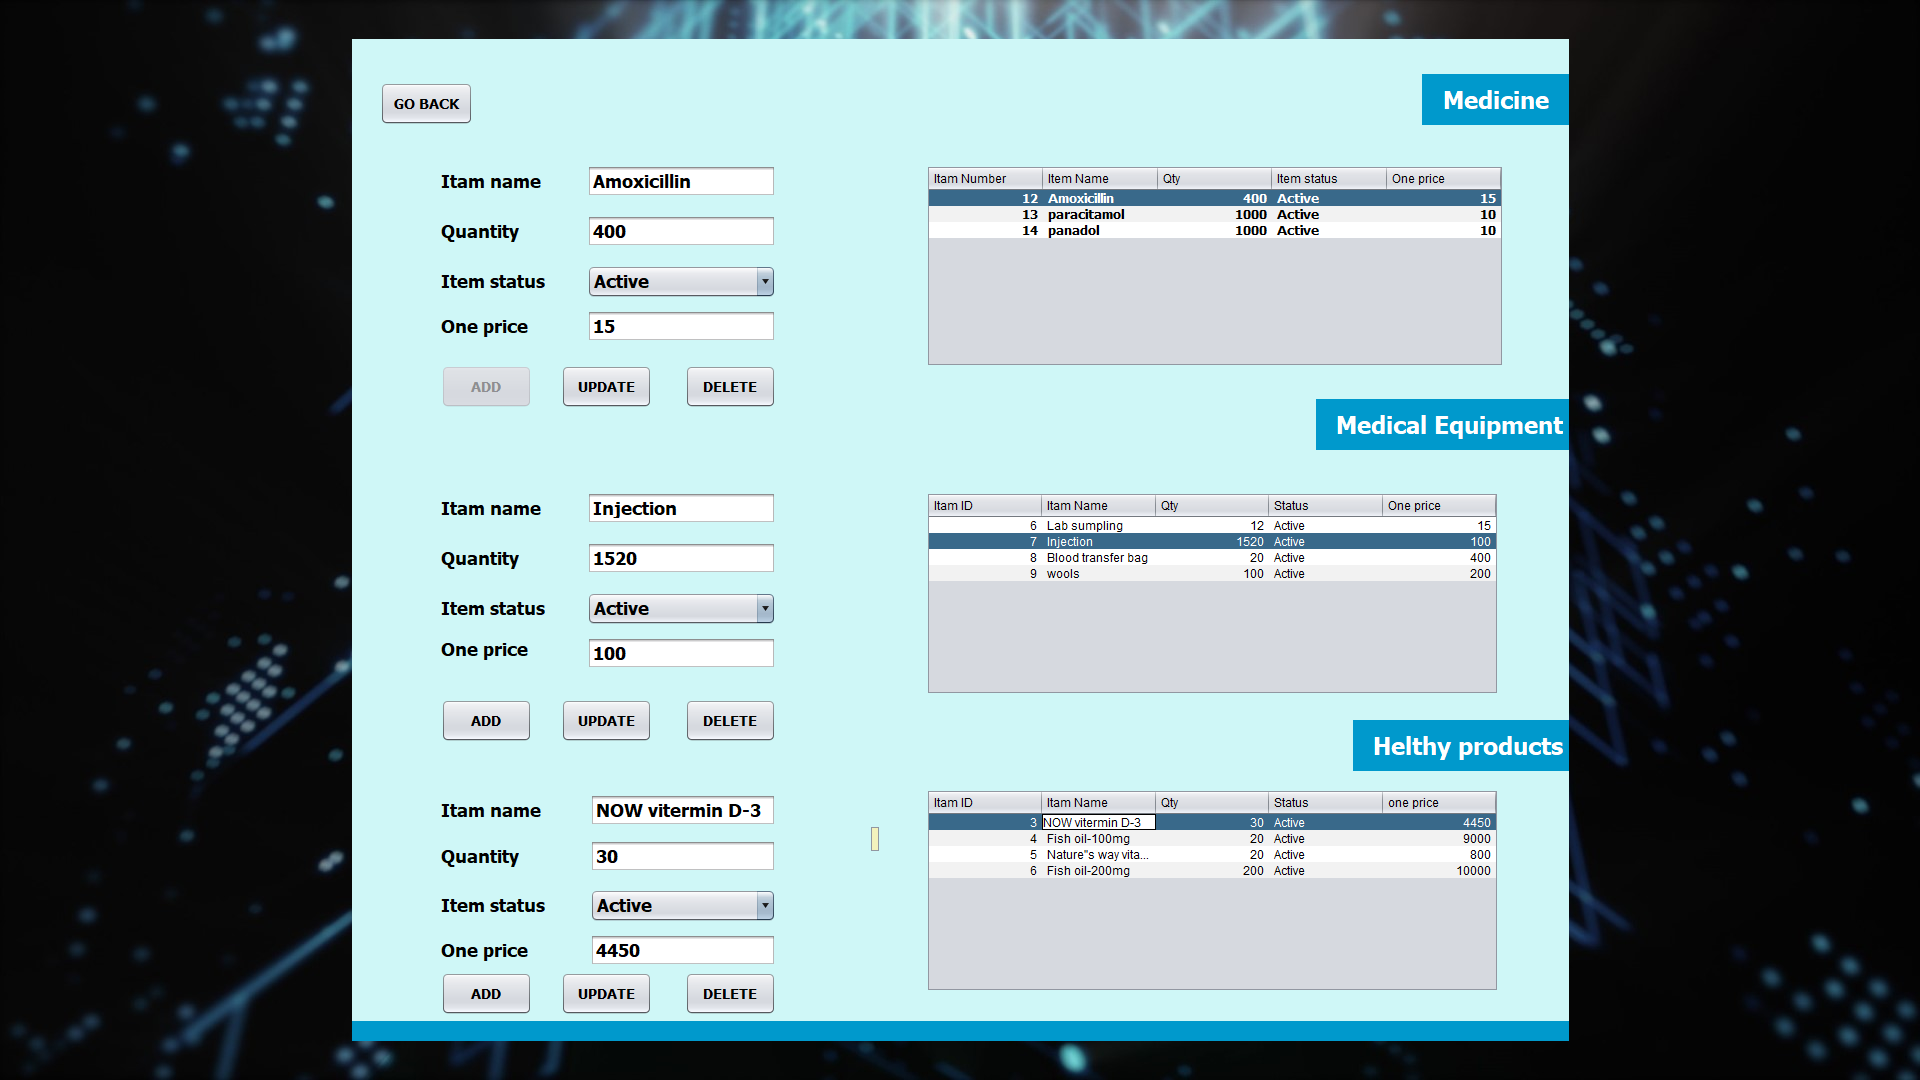 GO BACK
Medicine
Itam name Amoxicillin
Quantity 400
Item status Active
One price 15
ADD UPDATE DELETE
Itam Number Item Name Qty Item status One price
12 Amoxicillin 400 Active 15
13 paracitamol 1000 Active 10
14 panadol 1000 Active 10
Medical Equipment
Itam name Injection
Quantity 1520
Item status Active
One price 100
ADD UPDATE DELETE
Itam ID Itam Name Qty Status One price
6 Lab sumpling 12 Active 15
7 Injection 1520 Active 100
8 Blood transfer bag 20 Active 400
9 wools 100 Active 200
Helthy products
Itam name NOW vitermin D-3
Quantity 30
Item status Active
One price 4450
ADD UPDATE DELETE
Itam ID Itam Name Qty Status one price
3 NOW vitermin D-3 30 Active 4450
4 Fish oil-100mg 20 Active 9000
5 Nature"s way vita... 20 Active 800
6 Fish oil-200mg 200 Active 10000